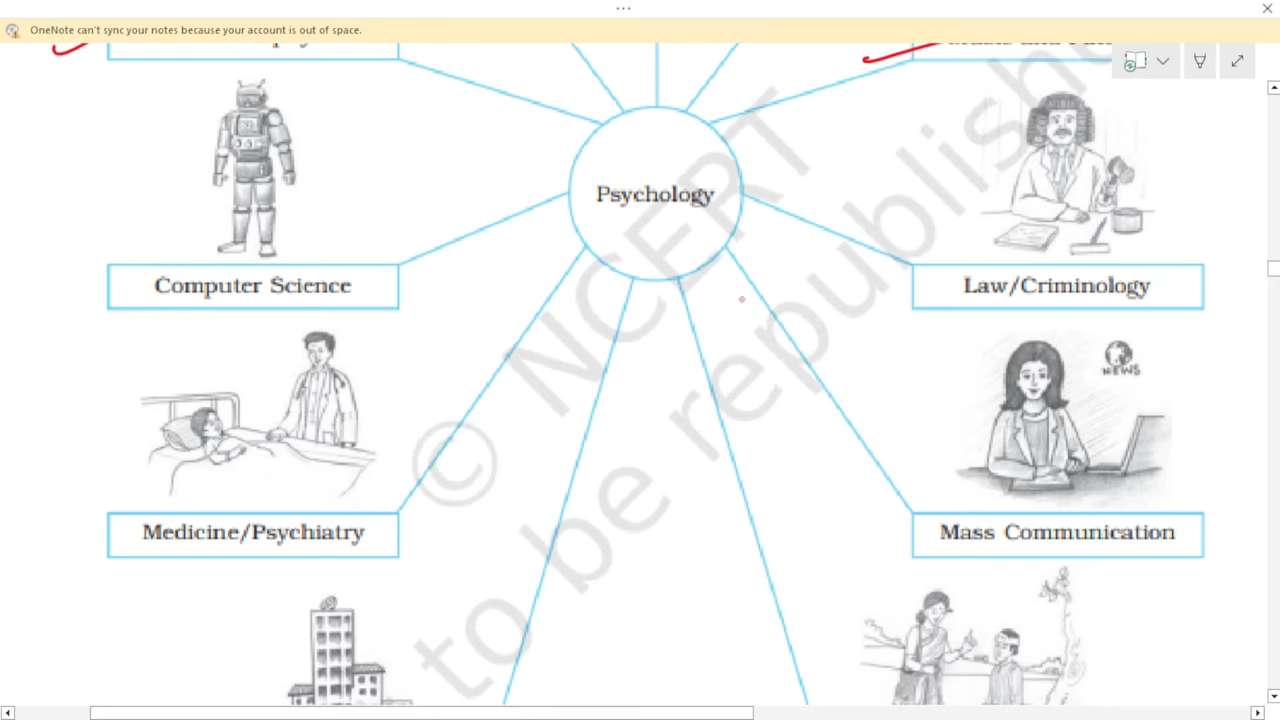 OneNote can't sync your notes because your account is out of space.
Psychology
Computer Science
Law/Criminology
NEWS
Medicine/Psychiatry
Mass Communication
© NCERT
to be republishe